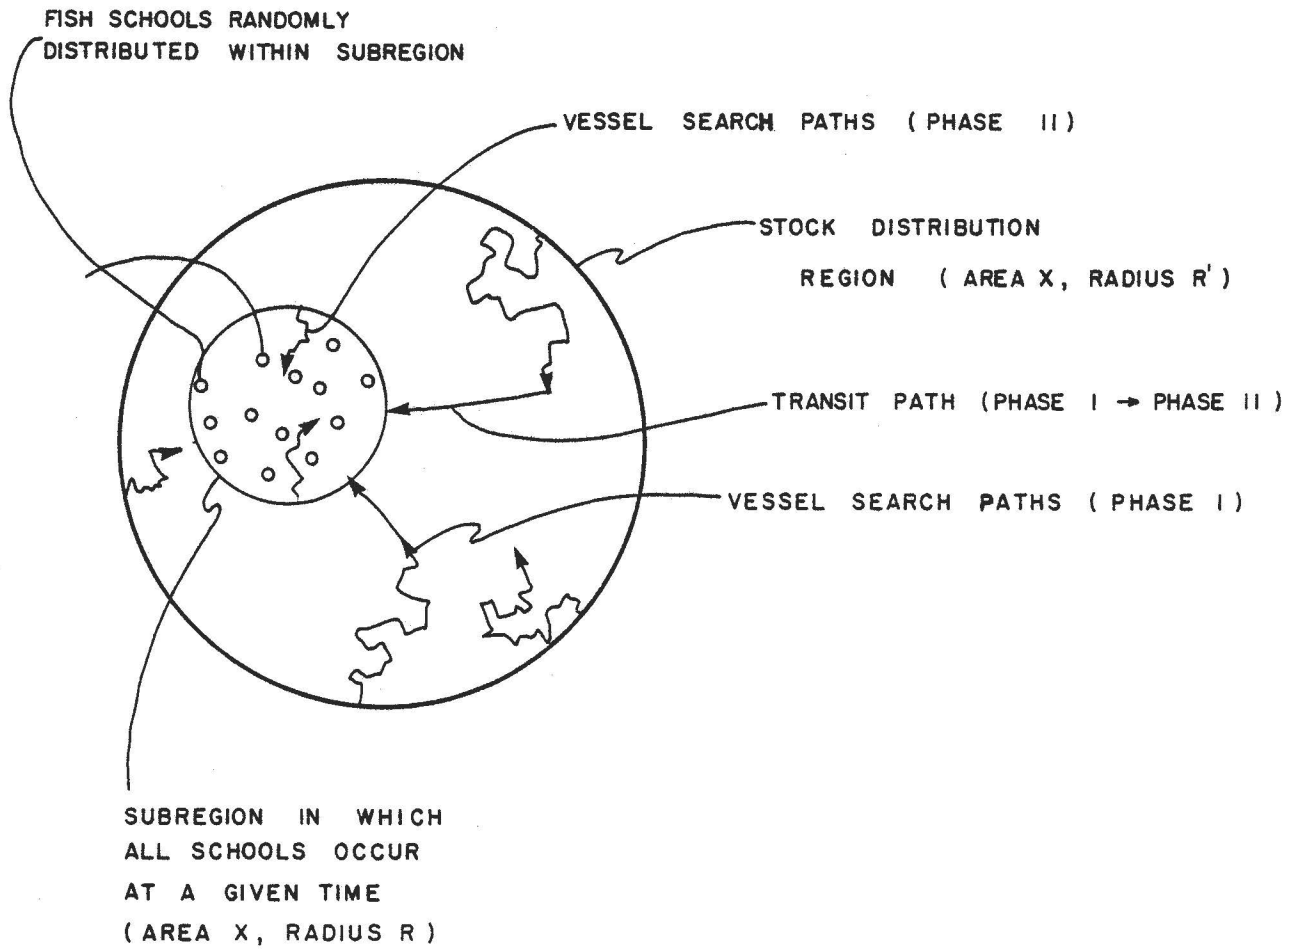 FISH SCHOOLS RANDOMLY
DISTRIBUTED WITHIN SUBREGION
VESSEL SEARCH PATHS (PHASE II)
STOCK DISTRIBUTION
REGION (AREA X, RADIUS R')
TRANSIT PATH (PHASE I → PHASE II)
VESSEL SEARCH PATHS (PHASE I)
SUBREGION IN WHICH
ALL SCHOOLS OCCUR
AT A GIVEN TIME
(AREA X, RADIUS R)